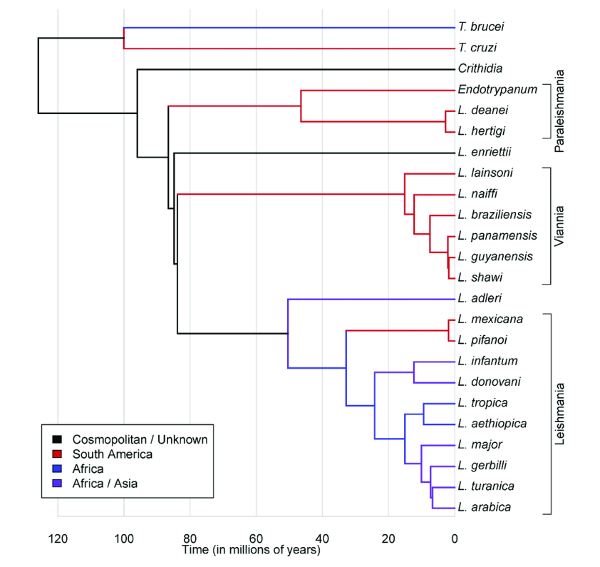 T. brucei
T. cruzi
Crithidia
Endotrypanum
L. deanei
L. hertigi
Paraleishmania
L. enriettii
L. lainsoni
L. naiffi
L. braziliensis
L. panamensis
L. guyanensis
L. shawi
Viannia
L. adleri
L. mexicana
L. pifanoi
L. infantum
L. donovani
L. tropica
L. aethiopica
L. major
L. gerbilli
L. turanica
L. arabica
Leishmania
Cosmopolitan / Unknown
South America
Africa
Africa / Asia
120 100 80 60 40 20 0
Time (in millions of years)